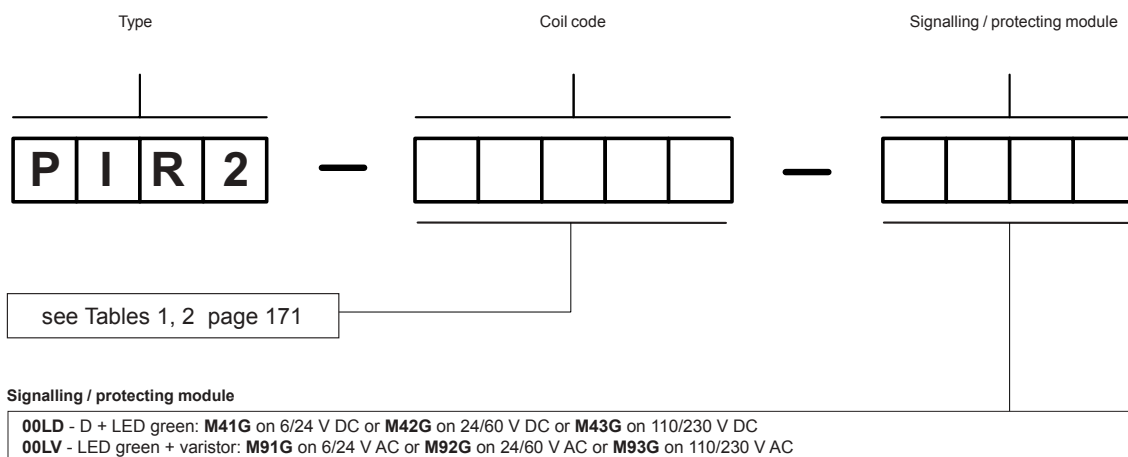 Type
Coil code
Signalling / protecting module
PIR2 – –
see Tables 1, 2 page 171
Signalling / protecting module
00LD - D + LED green: M41G on 6/24 V DC or M42G on 24/60 V DC or M43G on 110/230 V DC
00LV - LED green + varistor: M91G on 6/24 V AC or M92G on 24/60 V AC or M93G on 110/230 V AC